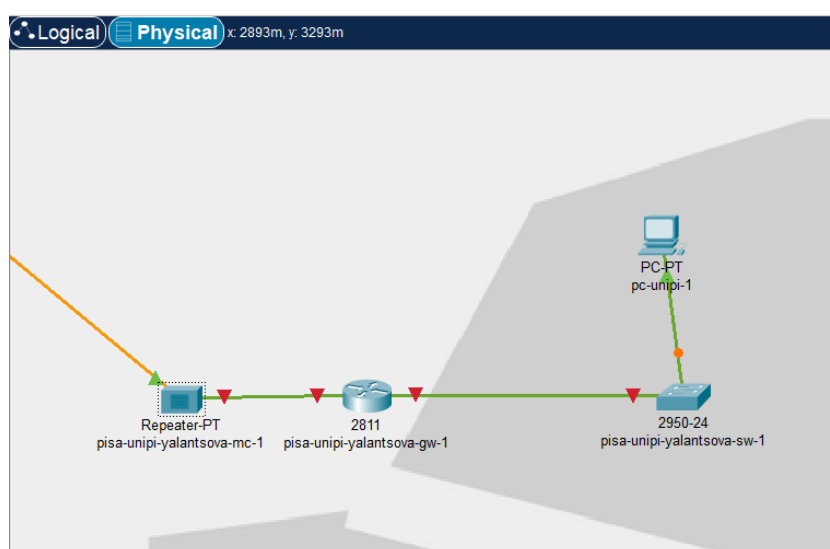 Logical Physical x: 2893m, y: 3293m
PC-PT
pc-unipi-1
Repeater-PT
pisa-unipi-yalantsova-mc-1
2811
pisa-unipi-yalantsova-gw-1
2950-24
pisa-unipi-yalantsova-sw-1